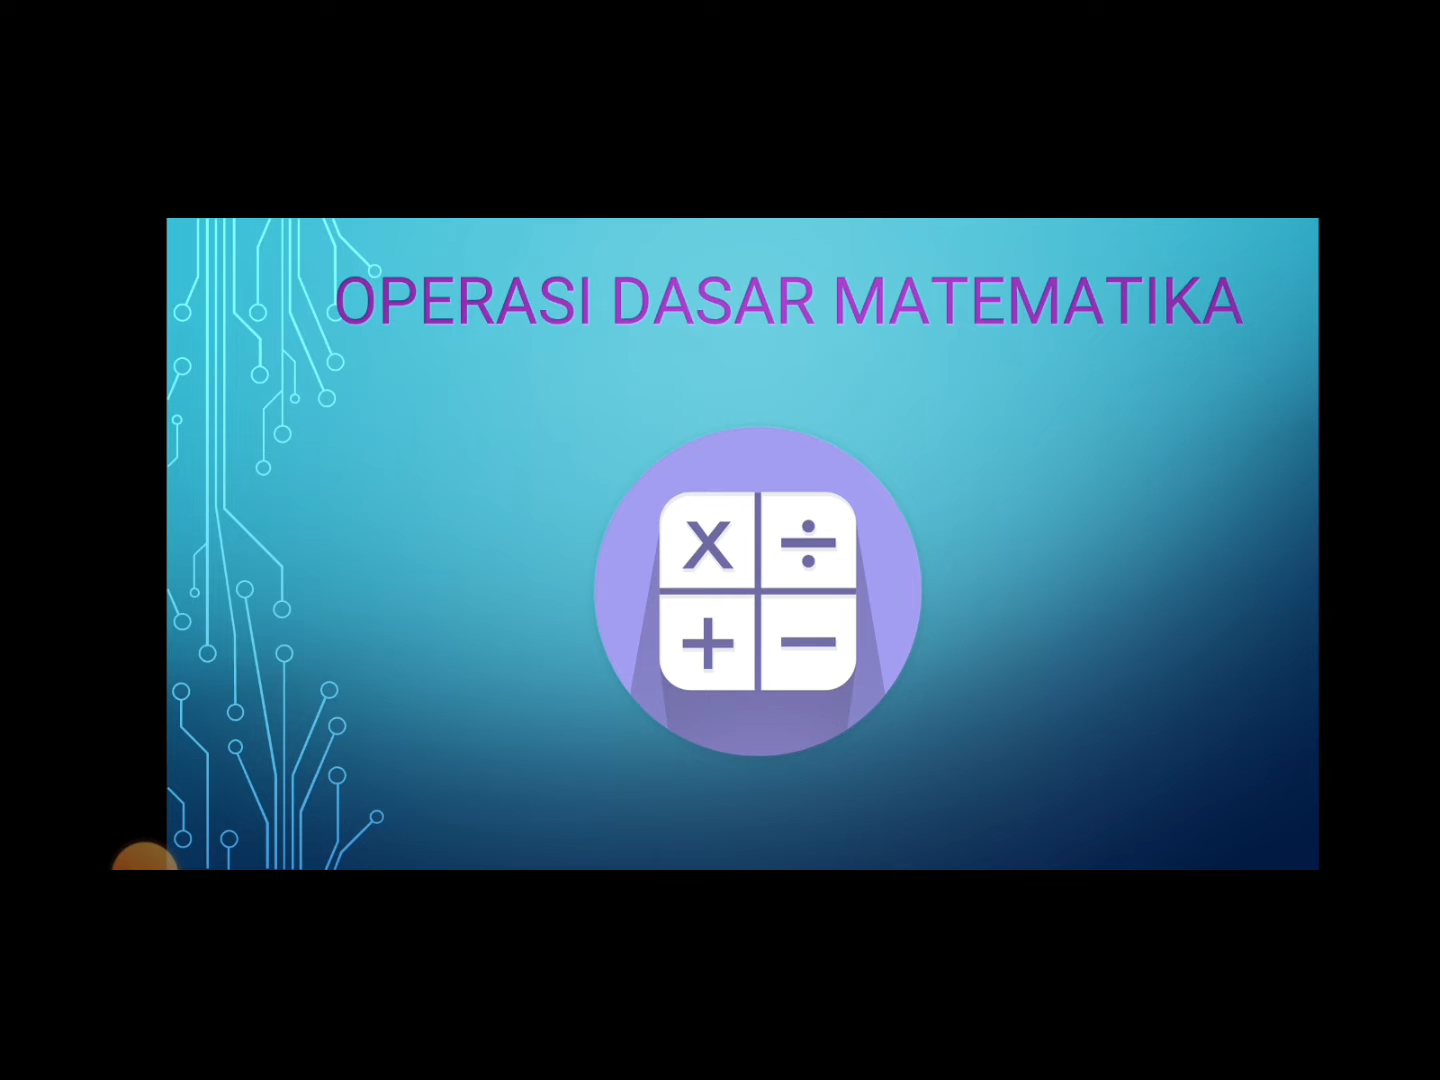 OPERASI DASAR MATEMATIKA
x ÷
+ −